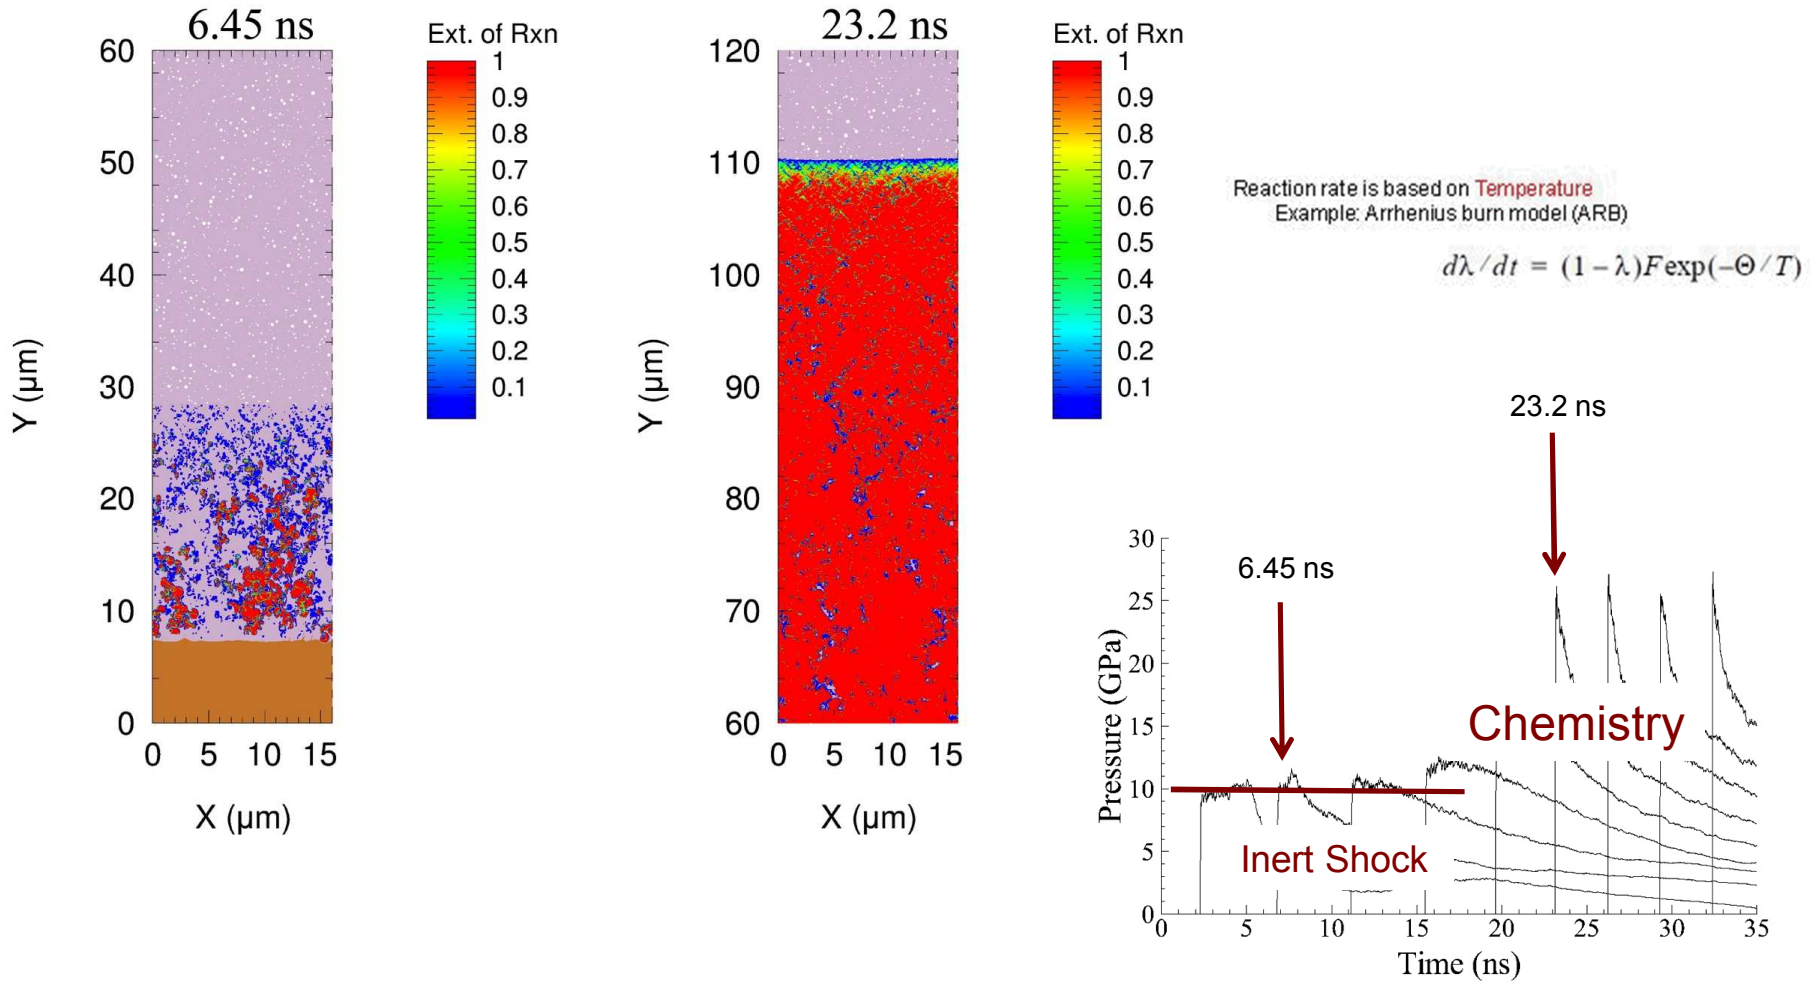 6.45 ns
Ext. of Rxn
60
50
40
30
20
10
0
Y (µm)
0 5 10 15
X (µm)
1
0.9
0.8
0.7
0.6
0.5
0.4
0.3
0.2
0.1
23.2 ns
Ext. of Rxn
120
110
100
90
80
70
60
Y (µm)
0 5 10 15
X (µm)
1
0.9
0.8
0.7
0.6
0.5
0.4
0.3
0.2
0.1
Reaction rate is based on Temperature
Example: Arrhenius burn model (ARB)
dλ/dt = (1 – λ)F exp(–Θ/T)
23.2 ns
6.45 ns
Chemistry
Inert Shock
30
25
20
15
10
5
0
Pressure (GPa)
0 5 10 15 20 25 30 35
Time (ns)